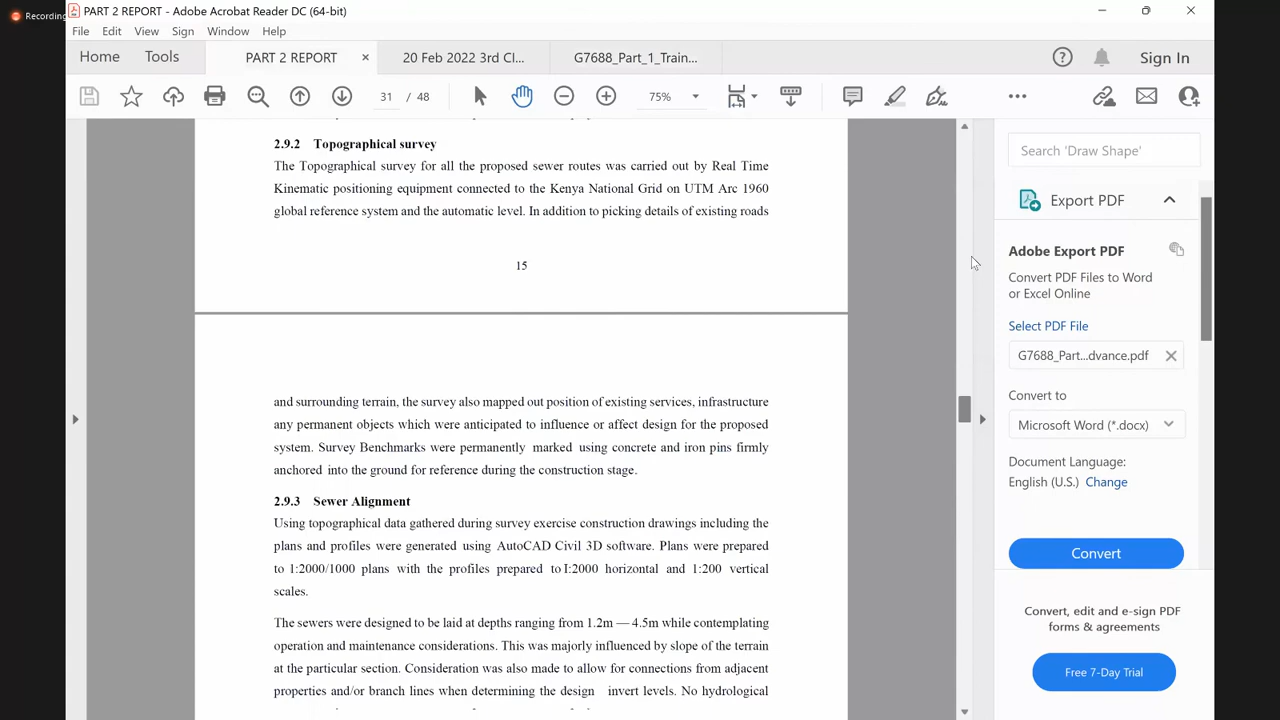 Recording
PART 2 REPORT - Adobe Acrobat Reader DC (64-bit)
File Edit View Sign Window Help
Home Tools PART 2 REPORT × 20 Feb 2022 3rd Cl... G7688_Part_1_Train... Sign In
31 / 48 75%
2.9.2 Topographical survey
The Topographical survey for all the proposed sewer routes was carried out by Real Time
Kinematic positioning equipment connected to the Kenya National Grid on UTM Arc 1960
global reference system and the automatic level. In addition to picking details of existing roads
15
and surrounding terrain, the survey also mapped out position of existing services, infrastructure
any permanent objects which were anticipated to influence or affect design for the proposed
system. Survey Benchmarks were permanently marked using concrete and iron pins firmly
anchored into the ground for reference during the construction stage.
2.9.3 Sewer Alignment
Using topographical data gathered during survey exercise construction drawings including the
plans and profiles were generated using AutoCAD Civil 3D software. Plans were prepared
to 1:2000/1000 plans with the profiles prepared to I:2000 horizontal and 1:200 vertical
scales.
The sewers were designed to be laid at depths ranging from 1.2m — 4.5m while contemplating
operation and maintenance considerations. This was majorly influenced by slope of the terrain
at the particular section. Consideration was also made to allow for connections from adjacent
properties and/or branch lines when determining the design invert levels. No hydrological
Search 'Draw Shape'
Export PDF
Adobe Export PDF
Convert PDF Files to Word
or Excel Online
Select PDF File
G7688_Part...dvance.pdf
Convert to
Microsoft Word (*.docx)
Document Language:
English (U.S.) Change
Convert
Convert, edit and e-sign PDF
forms & agreements
Free 7-Day Trial